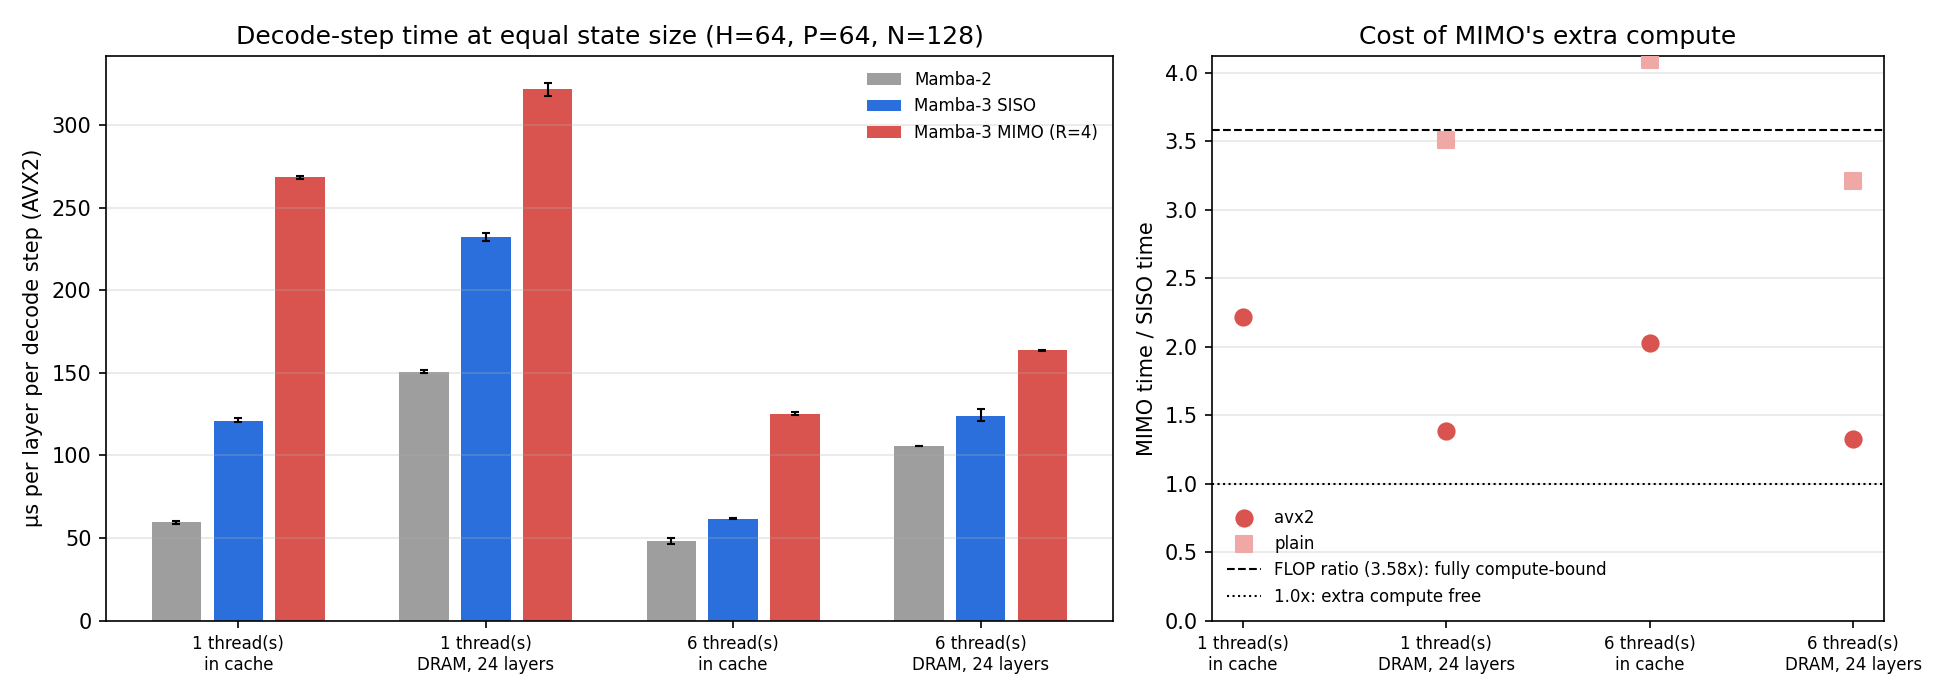 Decode-step time at equal state size (H=64, P=64, N=128)
µs per layer per decode step (AVX2)
300
250
200
150
100
50
0
Mamba-2
Mamba-3 SISO
Mamba-3 MIMO (R=4)
1 thread(s)
in cache
1 thread(s)
DRAM, 24 layers
6 thread(s)
in cache
6 thread(s)
DRAM, 24 layers
Cost of MIMO's extra compute
MIMO time / SISO time
4.0
3.5
3.0
2.5
2.0
1.5
1.0
0.5
0.0
avx2
plain
FLOP ratio (3.58x): fully compute-bound
1.0x: extra compute free
1 thread(s)
in cache
1 thread(s)
DRAM, 24 layers
6 thread(s)
in cache
6 thread(s)
DRAM, 24 layers